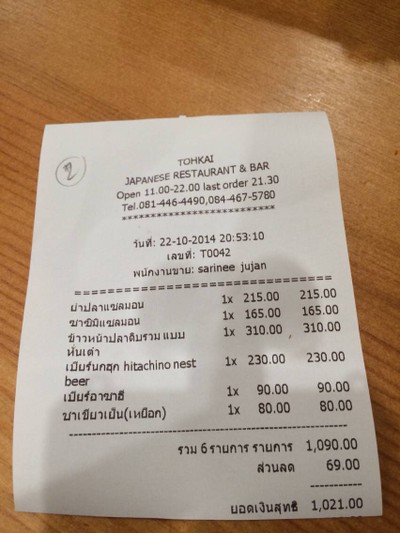 2
TOHKAI
JAPANESE RESTAURANT & BAR
Open 11.00-22.00 last order 21.30
Tel.081-446-4490,084-467-5780
******************************
วันที่: 22-10-2014 20:53:10
เลขที่: T0042
พนักงานขาย: sarinee jujan
==============================
ยำปลาแซลมอน 1x 215.00 215.00
ซาซิมิแซลมอน 1x 165.00 165.00
ข้าวหน้าปลาดิบรวม แบบ 1x 310.00 310.00
หั่นเต๋า
เบียร์นกฮูก hitachino nest 1x 230.00 230.00
beer
เบียร์อาซาฮี 1x 90.00 90.00
ชาเขียวเย็น(เหยือก) 1x 80.00 80.00
รวม 6 รายการ รายการ 1,090.00
ส่วนลด 69.00
ยอดเงินสุทธิ 1,021.00